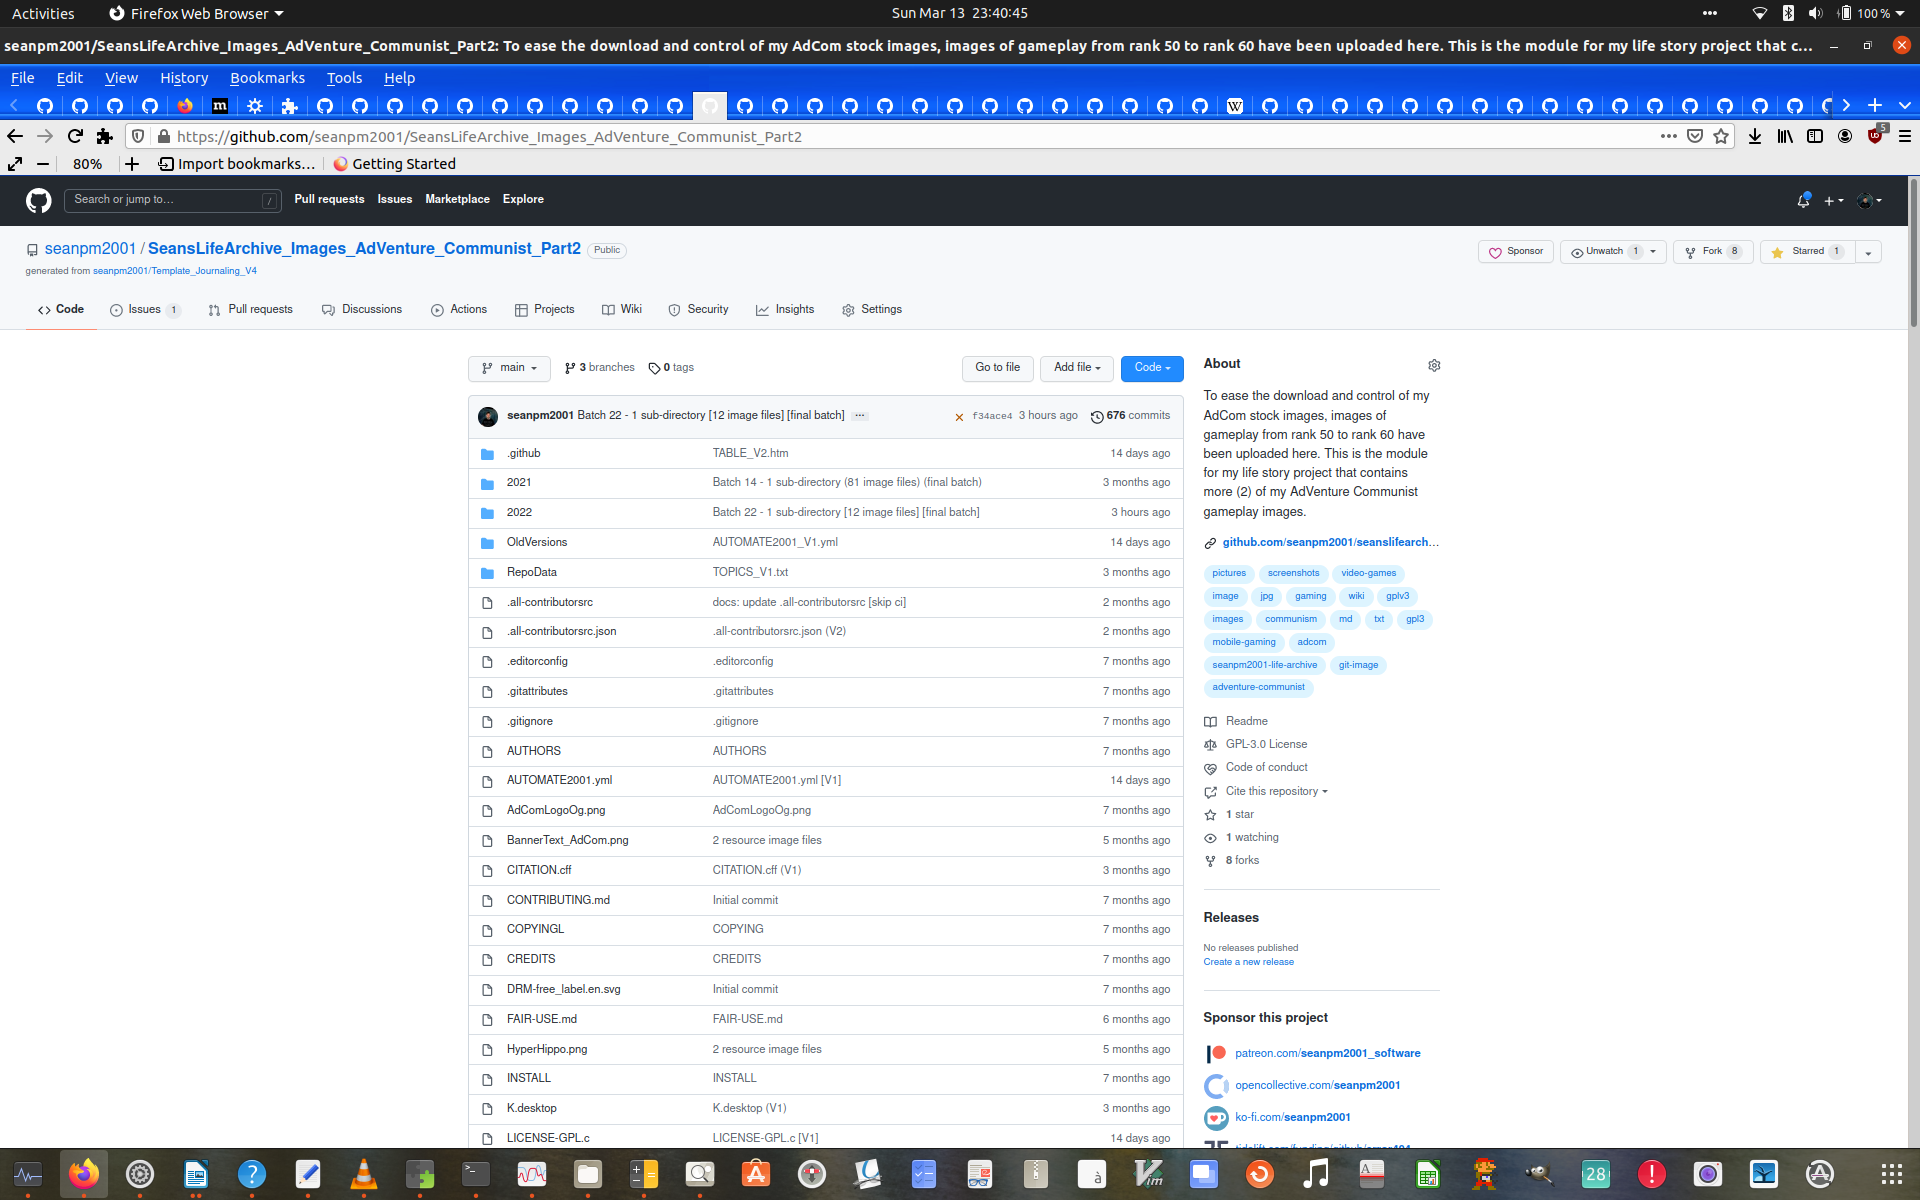 Activities Firefox Web Browser Sun Mar 13 23:40:45 100 %
seanpm2001/SeansLifeArchive_Images_AdVenture_Communist_Part2: To ease the download and control of my AdCom stock images, images of gameplay from rank 50 to rank 60 have been uploaded here. This is the module for my life story project that c...
File Edit View History Bookmarks Tools Help
https://github.com/seanpm2001/SeansLifeArchive_Images_AdVenture_Communist_Part2 5
80% Import bookmarks... Getting Started
Search or jump to... / Pull requests Issues Marketplace Explore
seanpm2001 / SeansLifeArchive_Images_AdVenture_Communist_Part2 Public
Sponsor Unwatch 1 Fork 8 Starred 1
generated from seanpm2001/Template_Journaling_V4
Code Issues 1 Pull requests Discussions Actions Projects Wiki Security Insights Settings
main 3 branches 0 tags Go to file Add file Code
seanpm2001 Batch 22 - 1 sub-directory [12 image files] [final batch] ... f34ace4 3 hours ago 676 commits
.github TABLE_V2.htm 14 days ago
2021 Batch 14 - 1 sub-directory (81 image files) (final batch) 3 months ago
2022 Batch 22 - 1 sub-directory [12 image files] [final batch] 3 hours ago
OldVersions AUTOMATE2001_V1.yml 14 days ago
RepoData TOPICS_V1.txt 3 months ago
.all-contributorsrc docs: update .all-contributorsrc [skip ci] 2 months ago
.all-contributorsrc.json .all-contributorsrc.json (V2) 2 months ago
.editorconfig .editorconfig 7 months ago
.gitattributes .gitattributes 7 months ago
.gitignore .gitignore 7 months ago
AUTHORS AUTHORS 7 months ago
AUTOMATE2001.yml AUTOMATE2001.yml [V1] 14 days ago
AdComLogoOg.png AdComLogoOg.png 7 months ago
BannerText_AdCom.png 2 resource image files 5 months ago
CITATION.cff CITATION.cff (V1) 3 months ago
CONTRIBUTING.md Initial commit 7 months ago
COPYINGL COPYING 7 months ago
CREDITS CREDITS 7 months ago
DRM-free_label.en.svg Initial commit 7 months ago
FAIR-USE.md FAIR-USE.md 6 months ago
HyperHippo.png 2 resource image files 5 months ago
INSTALL INSTALL 7 months ago
K.desktop K.desktop (V1) 3 months ago
LICENSE-GPL.c LICENSE-GPL.c [V1] 14 days ago
About
To ease the download and control of my
AdCom stock images, images of
gameplay from rank 50 to rank 60 have
been uploaded here. This is the module
for my life story project that contains
more (2) of my AdVenture Communist
gameplay images.
github.com/seanpm2001/seanslifearch...
pictures screenshots video-games
image jpg gaming wiki gplv3
images communism md txt gpl3
mobile-gaming adcom
seanpm2001-life-archive git-image
adventure-communist
Readme
GPL-3.0 License
Code of conduct
Cite this repository
1 star
1 watching
8 forks
Releases
No releases published
Create a new release
Sponsor this project
patreon.com/seanpm2001_software
opencollective.com/seanpm2001
ko-fi.com/seanpm2001
28